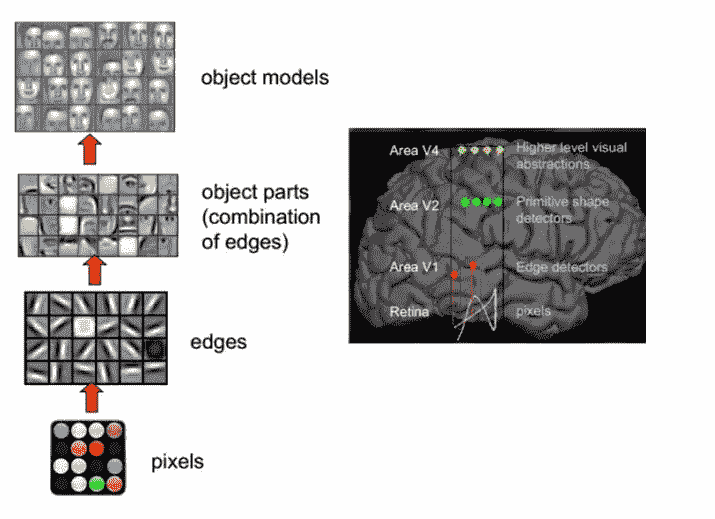 object models
object parts
(combination
of edges)
edges
pixels
Area V4
Higher level visual
abstractions
Area V2
Primitive shape
detectors
Area V1
Edge detectors
Retina
pixels